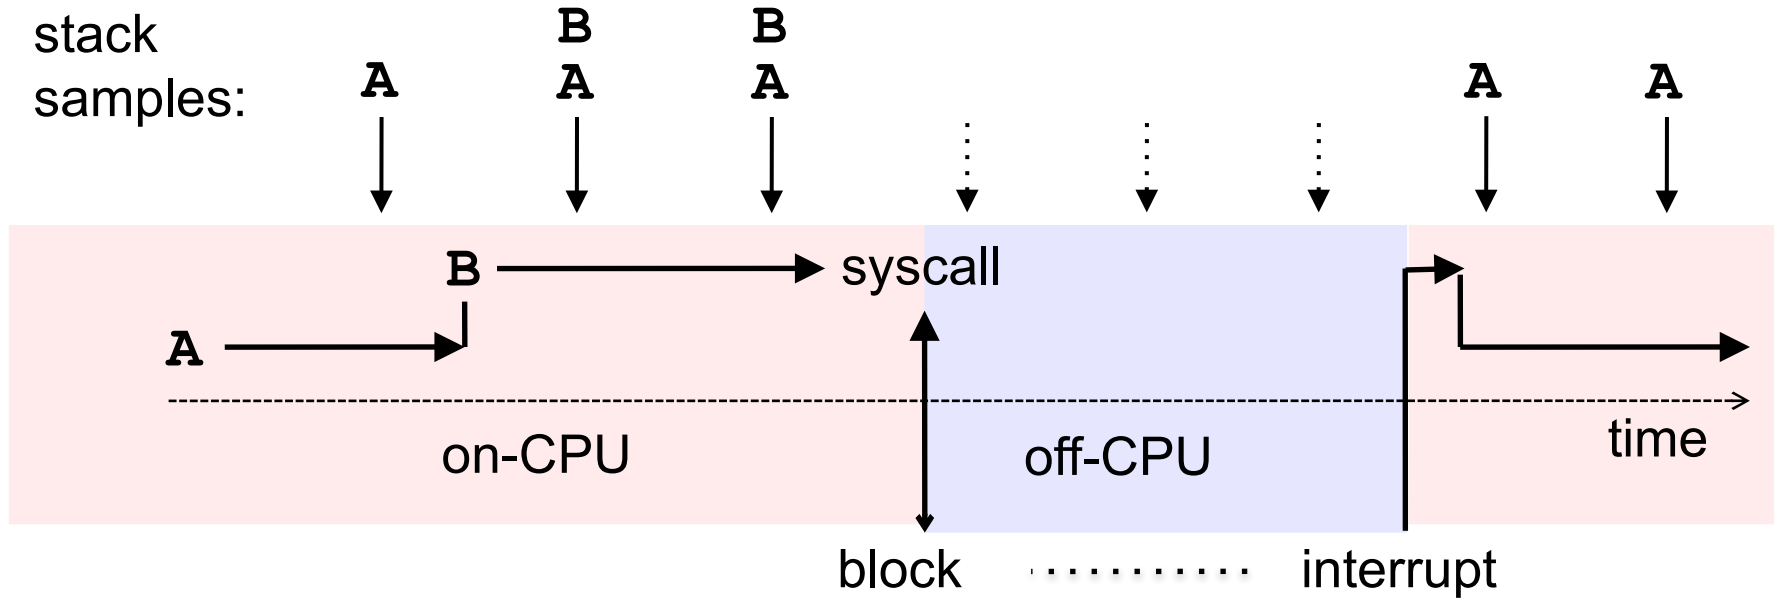 stack
samples:
A
B
A
B
A
A
A
B
syscall
A
on-CPU
off-CPU
time
block
interrupt